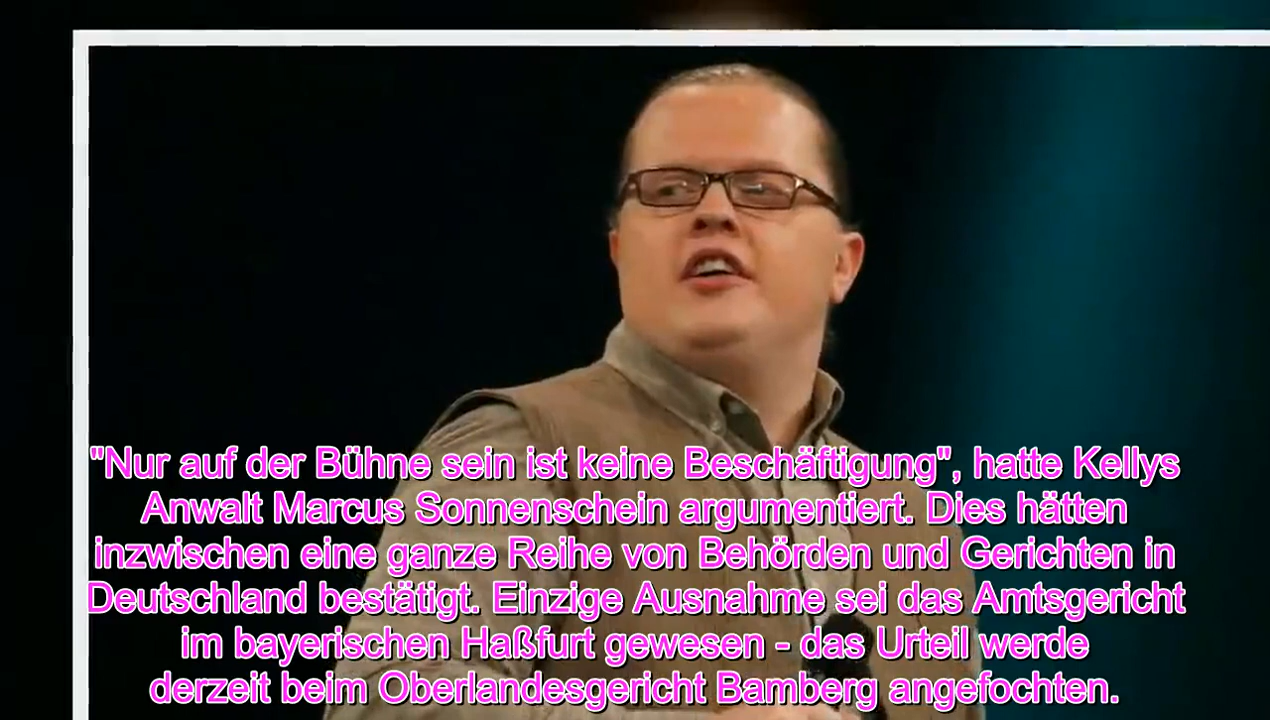 "Nur auf der Bühne sein ist keine Beschäftigung", hatte Kellys
Anwalt Marcus Sonnenschein argumentiert. Dies hätten
inzwischen eine ganze Reihe von Behörden und Gerichten in
Deutschland bestätigt. Einzige Ausnahme sei das Amtsgericht
im bayerischen Haßfurt gewesen - das Urteil werde
derzeit beim Oberlandesgericht Bamberg angefochten.